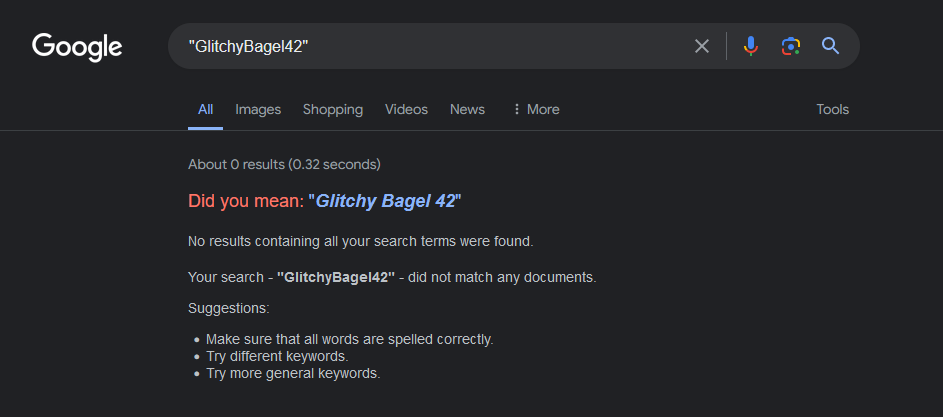 Google
"GlitchyBagel42"
All Images Shopping Videos News More Tools
About 0 results (0.32 seconds)
Did you mean: "Glitchy Bagel 42"
No results containing all your search terms were found.
Your search - "GlitchyBagel42" - did not match any documents.
Suggestions:
• Make sure that all words are spelled correctly.
• Try different keywords.
• Try more general keywords.